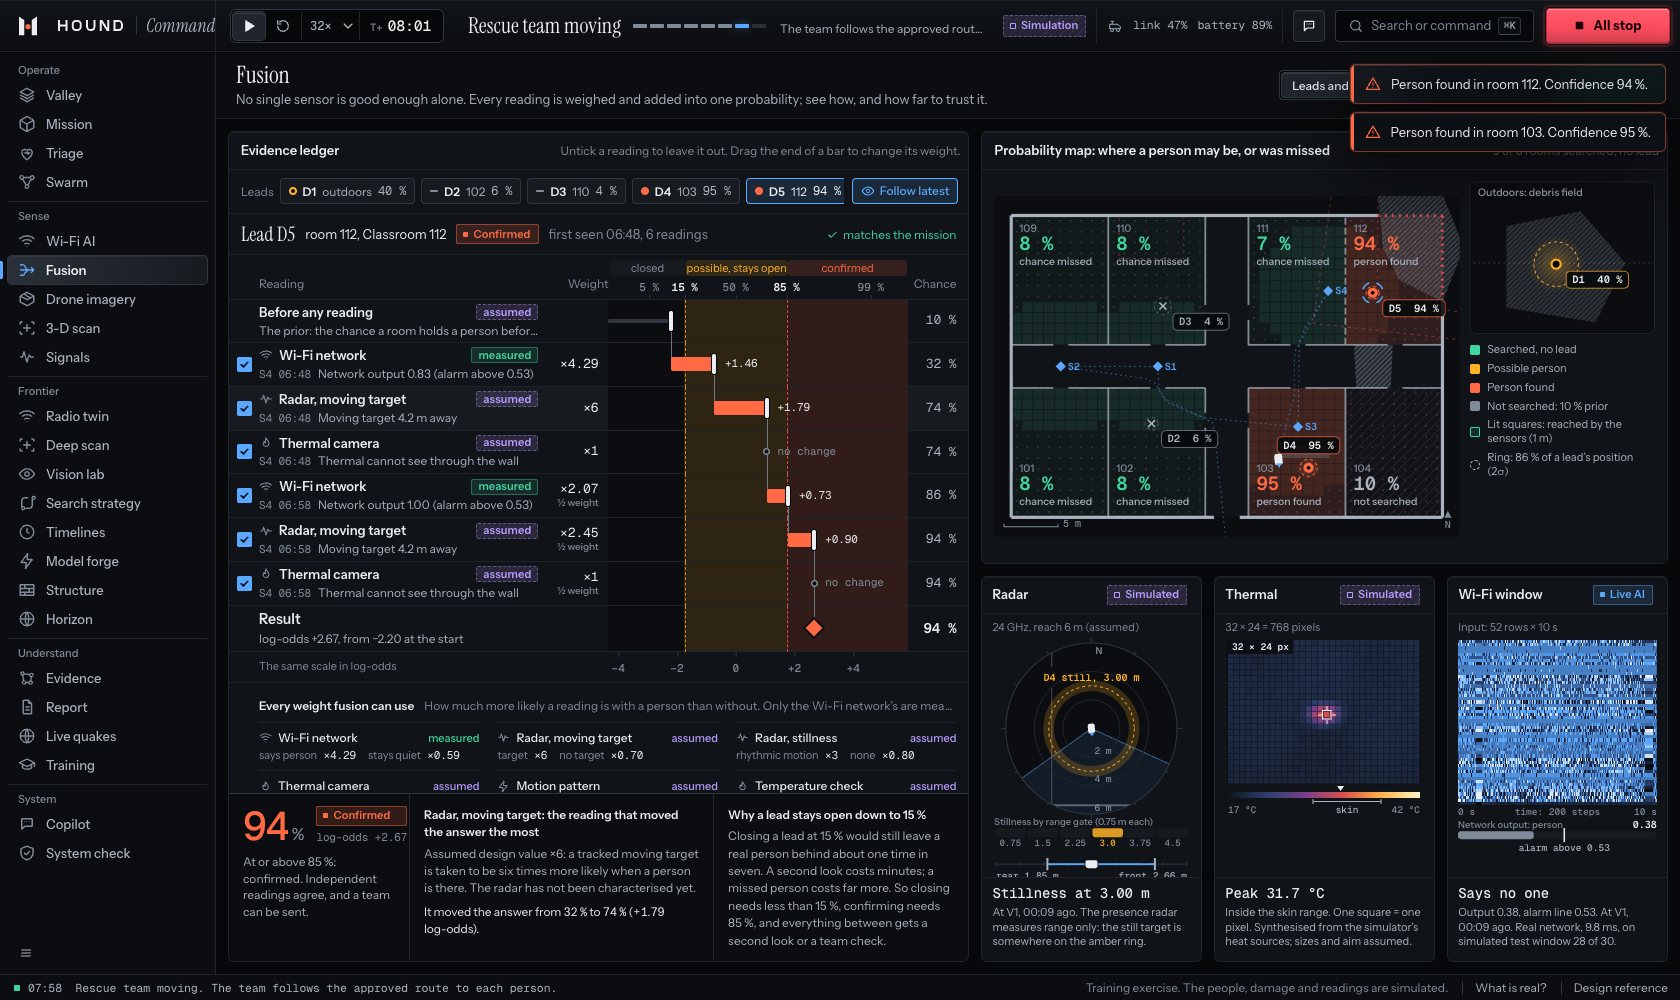 HOUND Command
32× T+ 08:01
Rescue team moving
The team follows the approved rout…
Simulation
link 47% battery 89%
Search or command ⌘K
All stop
Operate
Valley
Mission
Triage
Swarm
Sense
Wi-Fi AI
Fusion
Drone imagery
3-D scan
Signals
Frontier
Radio twin
Deep scan
Vision lab
Search strategy
Timelines
Model forge
Structure
Horizon
Understand
Evidence
Report
Live quakes
Training
System
Copilot
System check
Fusion
No single sensor is good enough alone. Every reading is weighed and added into one probability; see how, and how far to trust it.
Leads and
Person found in room 112. Confidence 94 %.
Person found in room 103. Confidence 95 %.
Evidence ledger
Untick a reading to leave it out. Drag the end of a bar to change its weight.
Leads
D1 outdoors 40 %
D2 102 6 %
D3 110 4 %
D4 103 95 %
D5 112 94 %
Follow latest
Lead D5 room 112, Classroom 112 Confirmed first seen 06:48, 6 readings
matches the mission
closed possible, stays open confirmed
Reading Weight 5 % 15 % 50 % 85 % 99 % Chance
Before any reading assumed 10 %
The prior: the chance a room holds a person befor…
Wi-Fi network measured ×4.29 +1.46 32 %
S4 06:48 Network output 0.83 (alarm above 0.53)
Radar, moving target assumed ×6 +1.79 74 %
S4 06:48 Moving target 4.2 m away
Thermal camera assumed ×1 no change 74 %
S4 06:48 Thermal cannot see through the wall
Wi-Fi network measured ×2.07 +0.73 86 %
S4 06:58 Network output 1.00 (alarm above 0.53) ½ weight
Radar, moving target assumed ×2.45 +0.90 94 %
S4 06:58 Moving target 4.2 m away ½ weight
Thermal camera assumed ×1 no change 94 %
S4 06:58 Thermal cannot see through the wall ½ weight
Result 94 %
log-odds +2.67, from −2.20 at the start
The same scale in log-odds −4 −2 0 +2 +4
Every weight fusion can use How much more likely a reading is with a person than without. Only the Wi-Fi network's are mea…
Wi-Fi network measured
says person ×4.29 stays quiet ×0.59
Radar, moving target assumed
target ×6 no target ×0.70
Radar, stillness assumed
rhythmic motion ×3 none ×0.80
Thermal camera assumed
Motion pattern assumed
Temperature check assumed
94 % Confirmed
log-odds +2.67
At or above 85 %:
confirmed. Independent
readings agree, and a team
can be sent.
Radar, moving target: the reading that moved
the answer the most
Assumed design value ×6: a tracked moving target
is taken to be six times more likely when a person
is there. The radar has not been characterised yet.
It moved the answer from 32 % to 74 % (+1.79
log-odds).
Why a lead stays open down to 15 %
Closing a lead at 15 % would still leave a
real person behind about one time in
seven. A second look costs minutes; a
missed person costs far more. So closing
needs less than 15 %, confirming needs
85 %, and everything between gets a
second look or a team check.
Probability map: where a person may be, or was missed
109
8 %
chance missed
110
8 %
chance missed
111
7 %
chance missed
112
94 %
person found
S4
D5 94 %
D3 4 %
S2
S1
S3
D2 6 %
D4 95 %
101
8 %
chance missed
102
8 %
chance missed
103
95 %
person found
104
10 %
not searched
5 m
N
Outdoors: debris field
D1 40 %
Searched, no lead
Possible person
Person found
Not searched: 10 % prior
Lit squares: reached by the
sensors (1 m)
Ring: 86 % of a lead's position
(2σ)
Radar Simulated
24 GHz, reach 6 m (assumed)
N
D4 still, 3.00 m
2 m
4 m
6 m
Stillness by range gate (0.75 m each)
0.75 1.5 2.25 3.0 3.75 4.5
rear 1.85 m front 2.66 m
Stillness at 3.00 m
At V1, 00:09 ago. The presence radar
measures range only: the still target is
somewhere on the amber ring.
Thermal Simulated
32 × 24 = 768 pixels
32 × 24 px
17 °C skin 42 °C
Peak 31.7 °C
Inside the skin range. One square = one
pixel. Synthesised from the simulator's
heat sources; sizes and aim assumed.
Wi-Fi window Live AI
Input: 52 rows × 10 s
0 s time: 200 steps 10 s
Network output: person 0.38
alarm above 0.53
Says no one
Output 0.38, alarm line 0.53. At V1,
00:09 ago. Real network, 9.8 ms, on
simulated test window 28 of 30.
07:58 Rescue team moving. The team follows the approved route to each person.
Training exercise. The people, damage and readings are simulated.
What is real?
Design reference